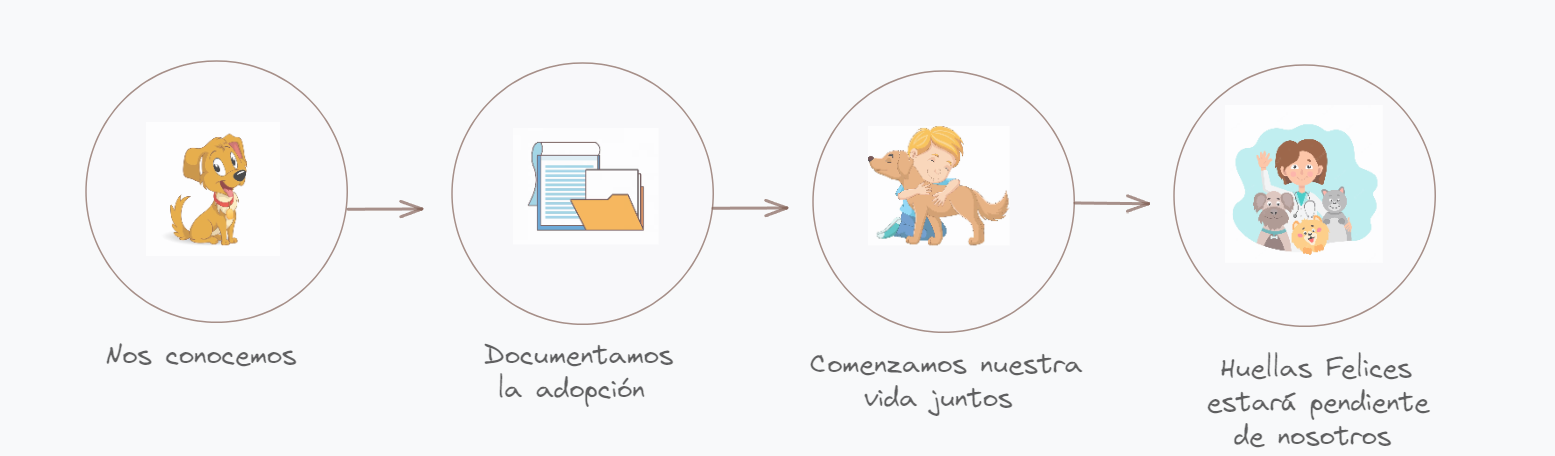 Nos conocemos
Documentamos
la adopción
Comenzamos nuestra
vida juntos
Huellas Felices
estará pendiente
de nosotros